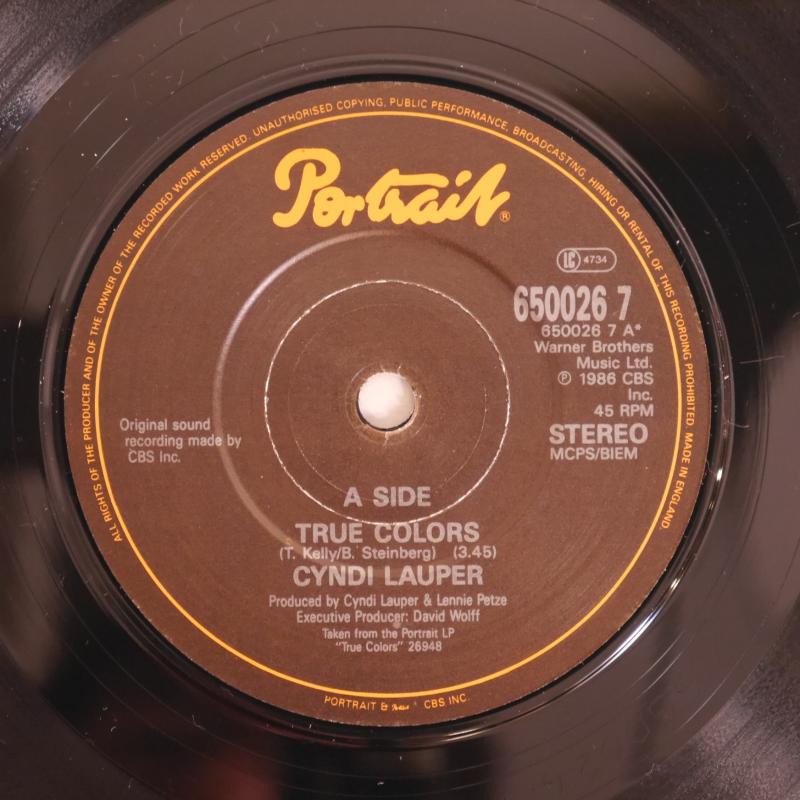 ALL RIGHTS OF THE PRODUCER AND OF THE OWNER OF THE RECORDED WORK RESERVED. UNAUTHORISED COPYING, PUBLIC PERFORMANCE, BROADCASTING, HIRING OR RENTAL OF THIS RECORDING PROHIBITED. MADE IN ENGLAND.
Portrait®
LC 4734
650026 7
650026 7 A*
Warner Brothers
Music Ltd.
℗ 1986 CBS
Inc.
45 RPM
STEREO
MCPS/BIEM
Original sound
recording made by
CBS Inc.
A SIDE
TRUE COLORS
(T. Kelly/B. Steinberg) (3.45)
CYNDI LAUPER
Produced by Cyndi Lauper & Lennie Petze
Executive Producer: David Wolff
Taken from the Portrait LP
"True Colors" 26948
PORTRAIT & CBS INC.